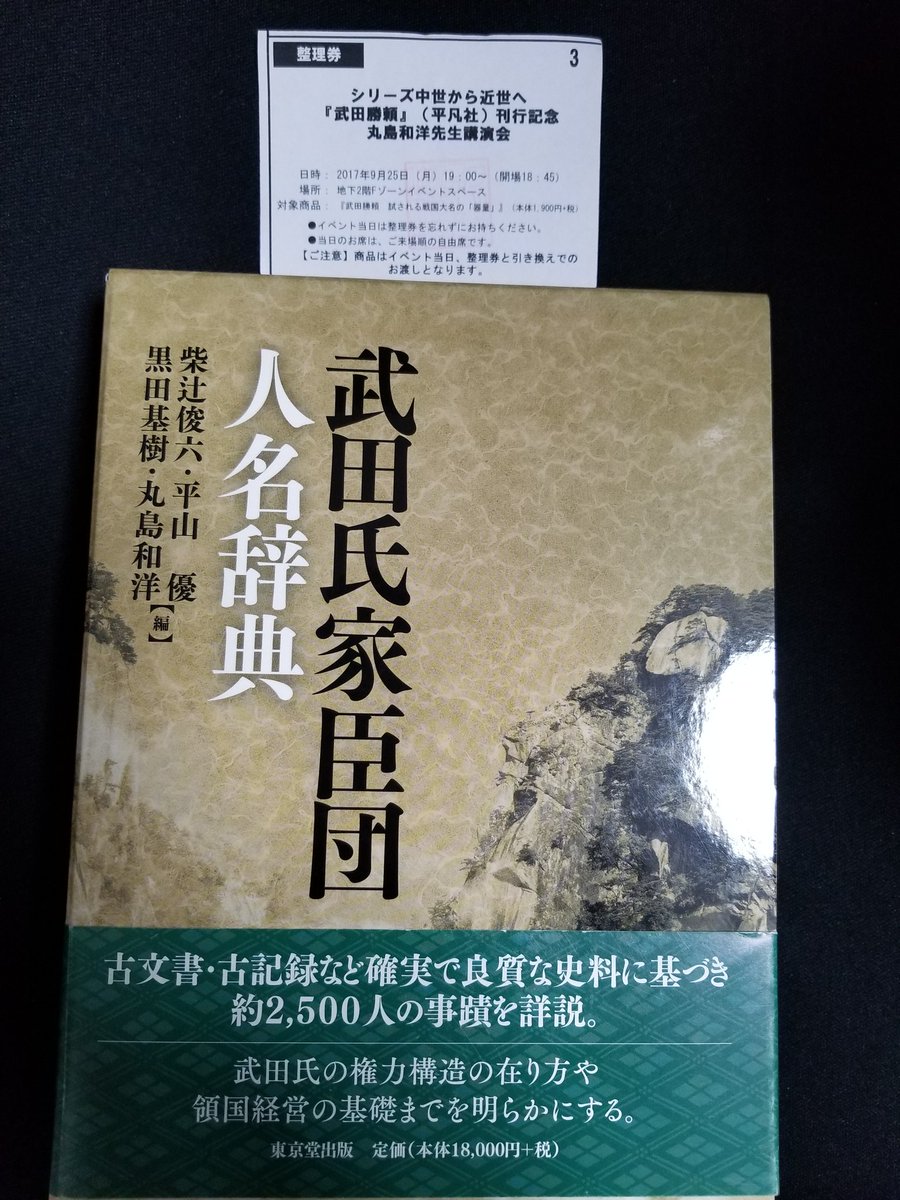 整理券
3
シリーズ中世から近世へ
『武田勝頼』（平凡社）刊行記念
丸島和洋先生講演会
日時： 2017年9月25日（月）19：00～（開場18：45）
場所： 地下2階Fゾーンイベントスペース
対象商品： 『武田勝頼 試される戦国大名の「器量」』（本体1,900円+税）
●イベント当日は整理券を忘れずにお持ちください。
●当日のお席は、ご来場順の自由席です。
【ご注意】商品はイベント当日、整理券と引き換えでの
お渡しとなります。
武田氏家臣団
人名辞典
柴辻俊六・平山 優
黒田基樹・丸島和洋【編】
古文書・古記録など確実で良質な史料に基づき
約2,500人の事蹟を詳説。
武田氏の権力構造の在り方や
領国経営の基礎までを明らかにする。
東京堂出版 定価(本体18,000円+税)